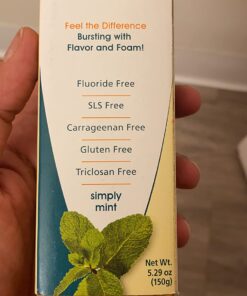 Feel the Difference
Bursting with
Flavor and Foam!
Fluoride Free
SLS Free
Carrageenan Free
Gluten Free
Triclosan Free
simply
mint
Net Wt.
5.29 oz
(150g)